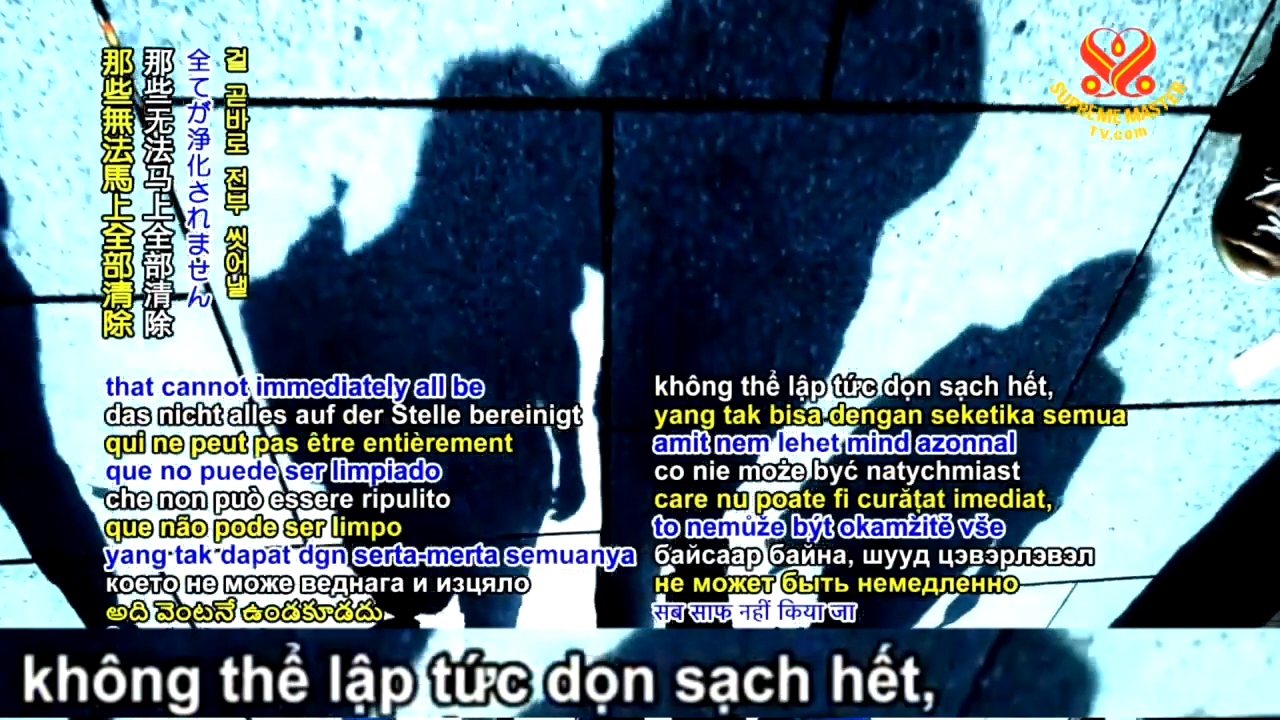 那些無法馬上全部清除
那些无法马上全部清除
全てが浄化されません
걸 곧바로 전부 씻어낼
SUPREME MASTER
TV.com
that cannot immediately all be
das nicht alles auf der Stelle bereinigt
qui ne peut pas être entièrement
que no puede ser limpiado
che non può essere ripulito
que não pode ser limpo
yang tak dapat dgn serta-merta semuanya
което не може веднага и изцяло
అది వెంటనే ఉండకూడదు
không thể lập tức dọn sạch hết,
yang tak bisa dengan seketika semua
amit nem lehet mind azonnal
co nie może być natychmiast
care nu poate fi curățat imediat,
to nemůže být okamžitě vše
байсаар байна, шууд цэвэрлэвэл
не может быть немедленно
सब साफ नहीं किया जा
không thể lập tức dọn sạch hết,